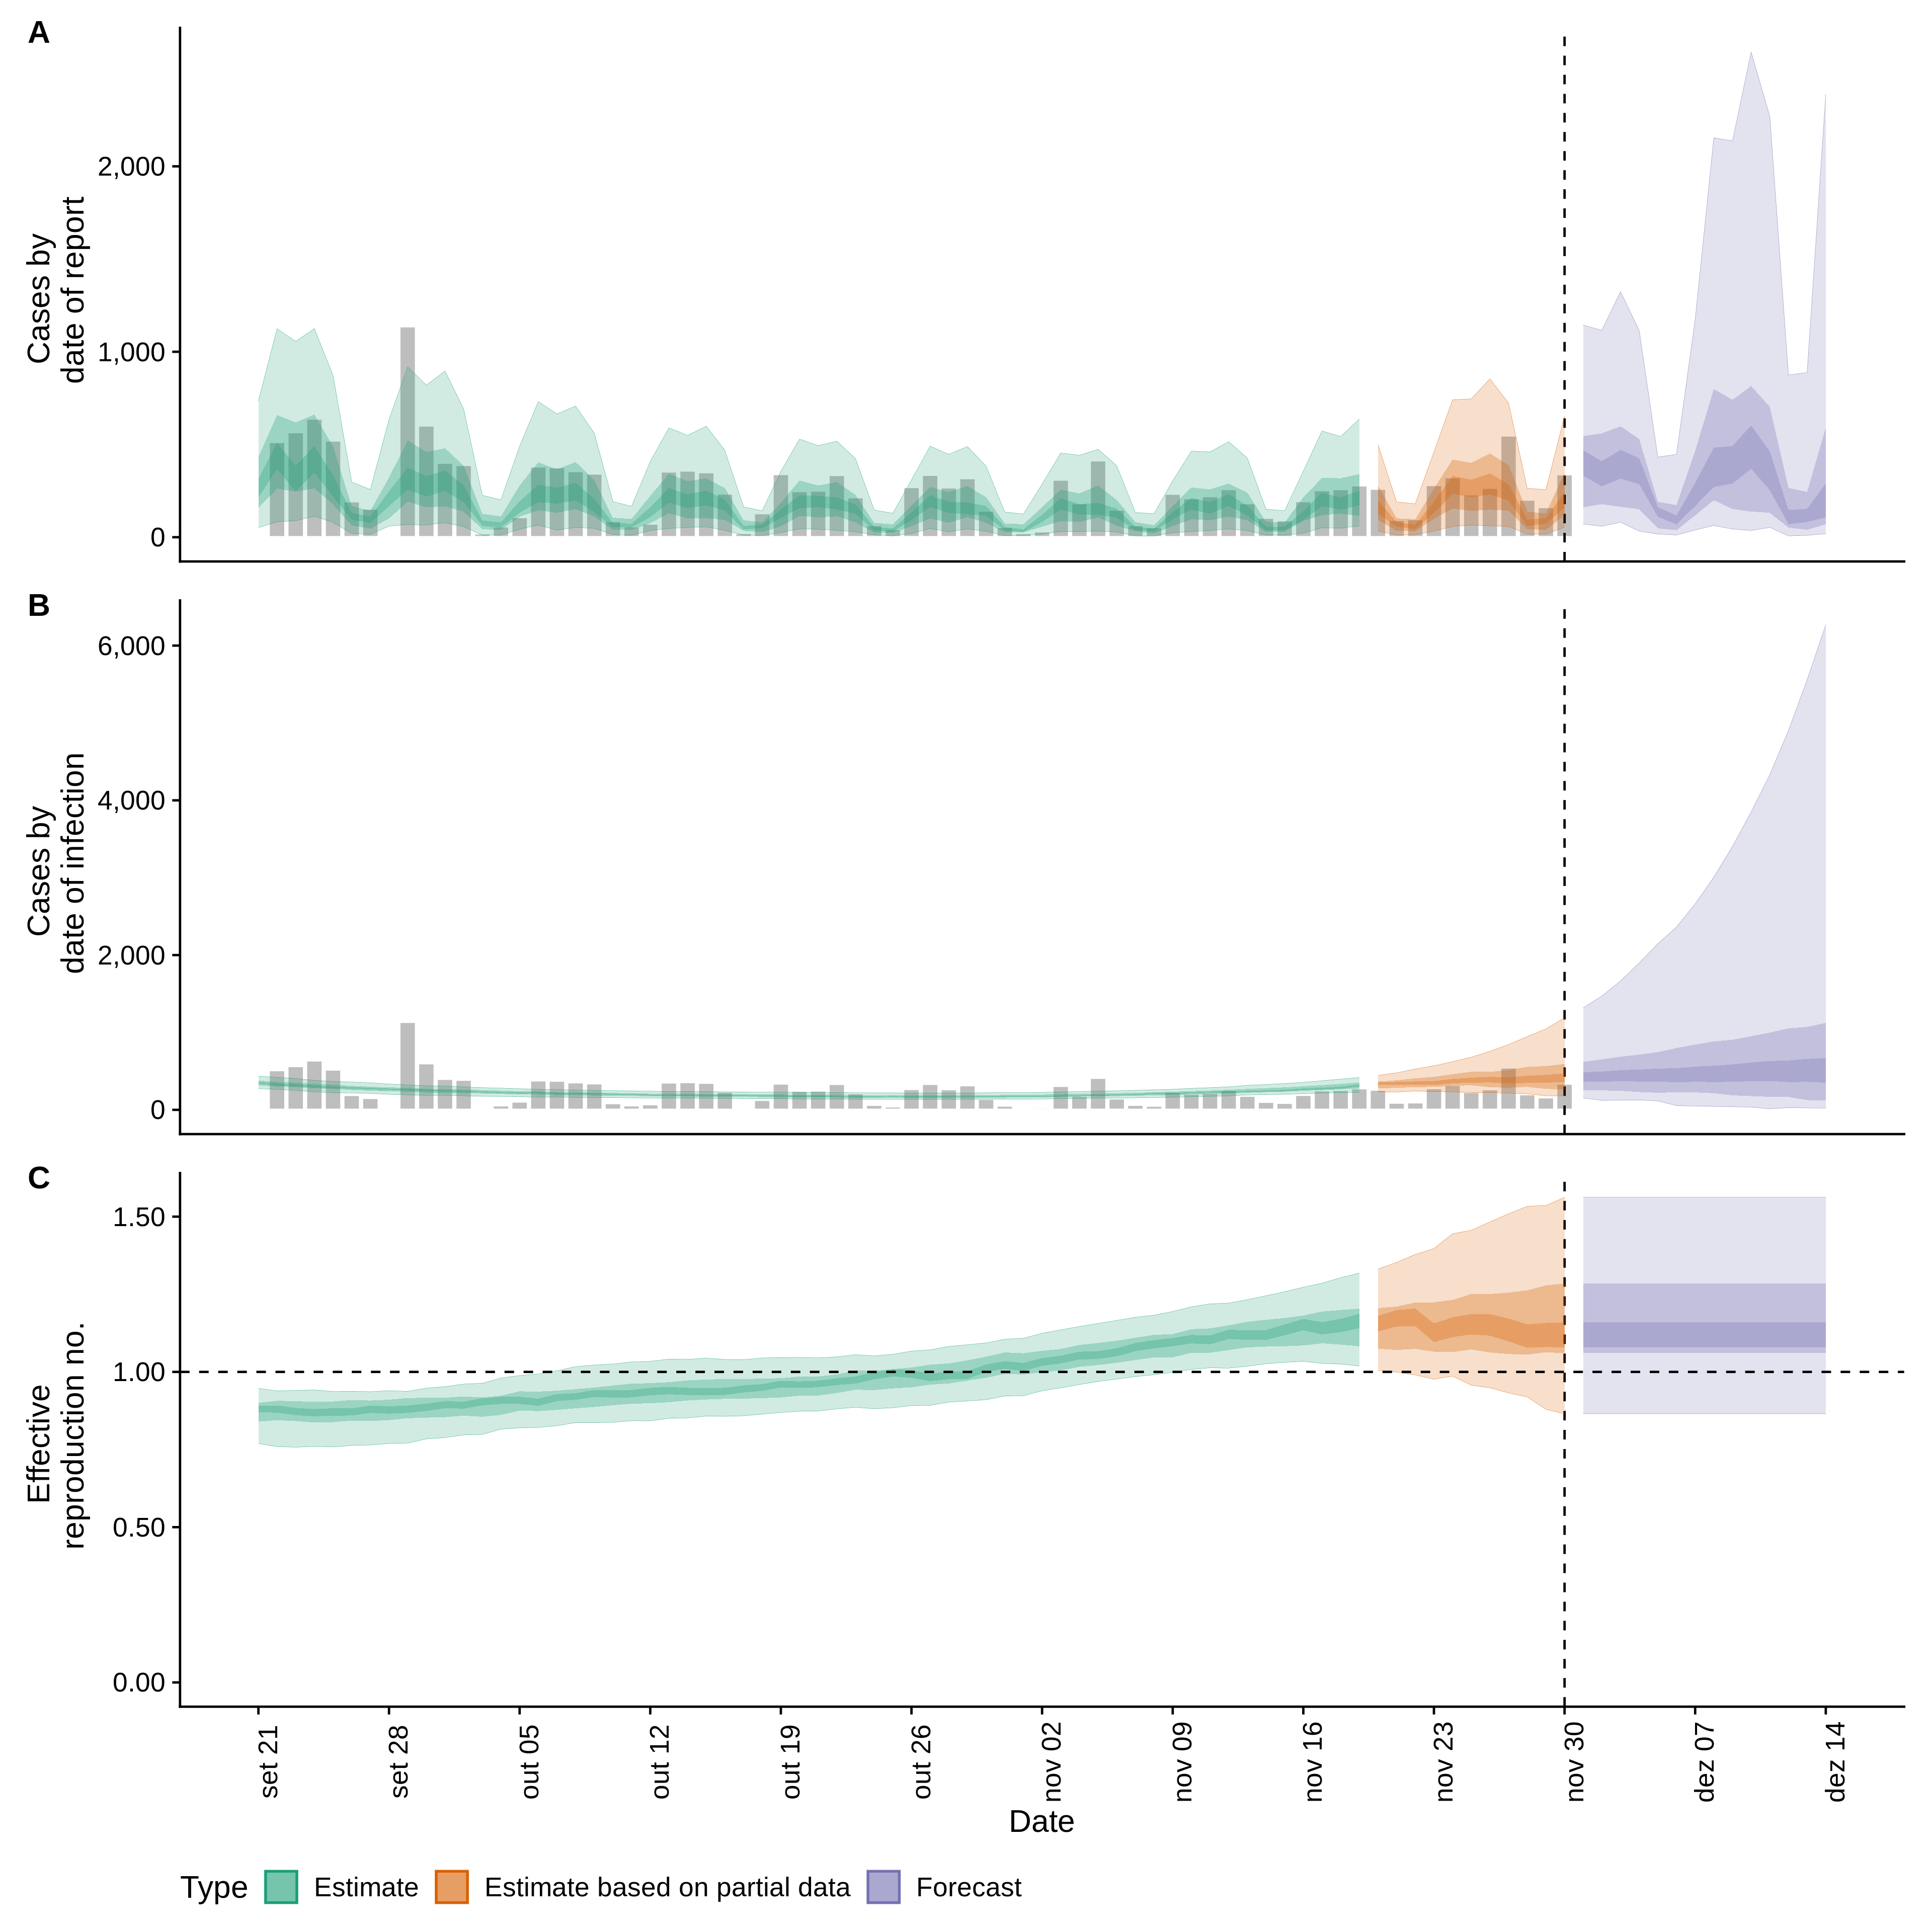 A
Cases by
date of report
2,000
1,000
0
B
Cases by
date of infection
6,000
4,000
2,000
0
C
Effective
reproduction no.
1.50
1.00
0.50
0.00
set 21
set 28
out 05
out 12
out 19
out 26
nov 02
nov 09
nov 16
nov 23
nov 30
dez 07
dez 14
Date
Type Estimate Estimate based on partial data Forecast